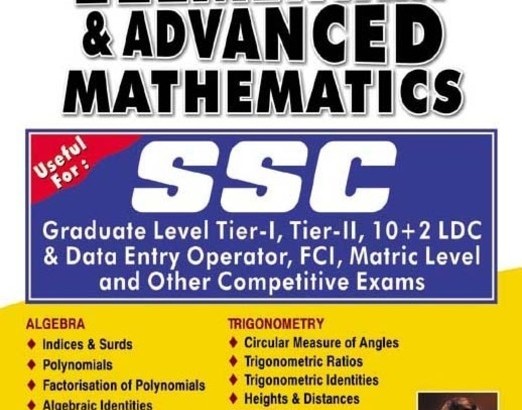 & ADVANCED
MATHEMATICS
Useful
For :
SSC
Graduate Level Tier-I, Tier-II, 10+2 LDC
& Data Entry Operator, FCI, Matric Level
and Other Competitive Exams
ALGEBRA
♦ Indices & Surds
♦ Polynomials
♦ Factorisation of Polynomials
♦ Algebraic Identities
TRIGONOMETRY
♦ Circular Measure of Angles
♦ Trigonometric Ratios
♦ Trigonometric Identities
♦ Heights & Distances